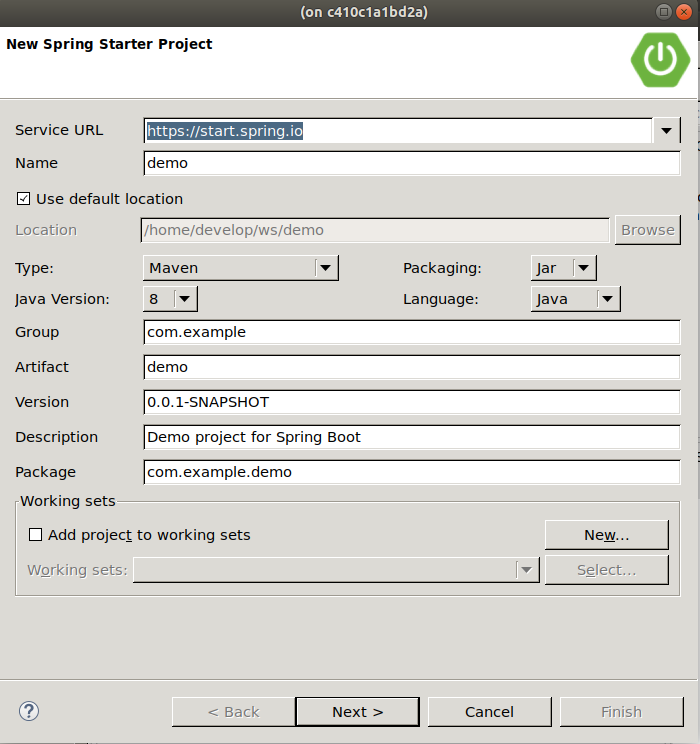 (on c410c1a1bd2a)
New Spring Starter Project
Service URL https://start.spring.io
Name demo
Use default location
Location /home/develop/ws/demo Browse
Type: Maven Packaging: Jar
Java Version: 8 Language: Java
Group com.example
Artifact demo
Version 0.0.1-SNAPSHOT
Description Demo project for Spring Boot
Package com.example.demo
Working sets
Add project to working sets New...
Working sets: Select...
? < Back Next > Cancel Finish